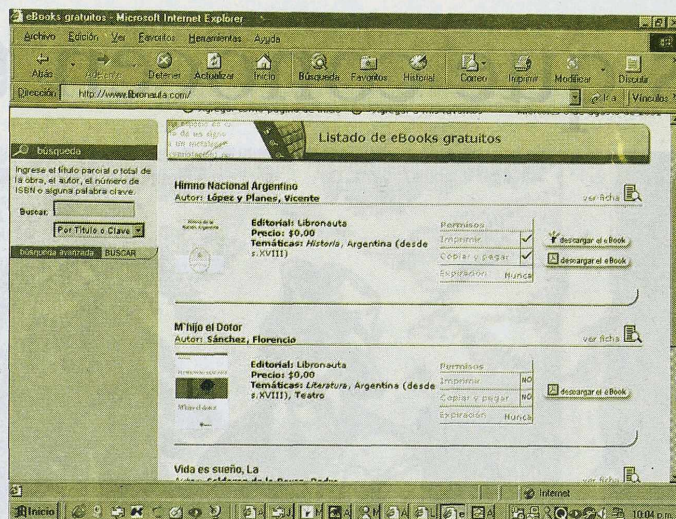 eBooks gratuitos - Microsoft Internet Explorer
Archivo Edición Ver Favoritos Herramientas Ayuda
Atrás Adelante Detener Actualizar Inicio Búsqueda Favoritos Historial Correo Imprimir Modificar Discutir
Dirección http://www.libronauta.com/ Ir a Vínculos
Listado de eBooks gratuitos
búsqueda
Ingrese el título parcial o total de
la obra, el autor, el número de
ISBN o alguna palabra clave.
Buscar:
Por Título o Clave
búsqueda avanzada BUSCAR
Himno Nacional Argentino
Autor: López y Planes, Vicente ver ficha
Editorial: Libronauta
Precio: $0,00
Temáticas: Historia, Argentina (desde
s.XVIII)
Permisos
Imprimir
Copiar y pegar
Expiración Nunca
descargar el eBook
descargar el eBook
M'hijo el Dotor
Autor: Sánchez, Florencio ver ficha
M'hijo el dotor
Editorial: Libronauta
Precio: $0,00
Temáticas: Literatura, Argentina (desde
s.XVIII), Teatro
Permisos
Imprimir NO
Copiar y pegar NO
Expiración Nunca
descargar el eBook
Vida es sueño, La
ver ficha
Internet
Inicio 10:04 p.m.